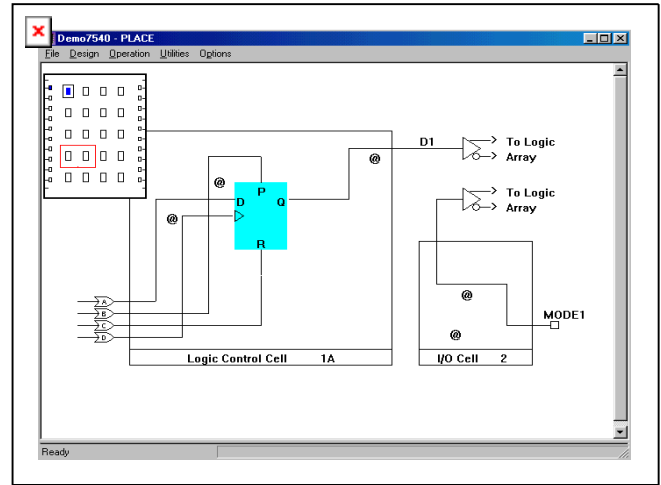 Demo7540 - PLACE
File Design Operation Utilities Options
D1
To Logic
Array
@
@
P
D
Q
@
R
To Logic
Array
A
B
C
D
@
MODE1
@
Logic Control Cell 1A
I/O Cell 2
Ready